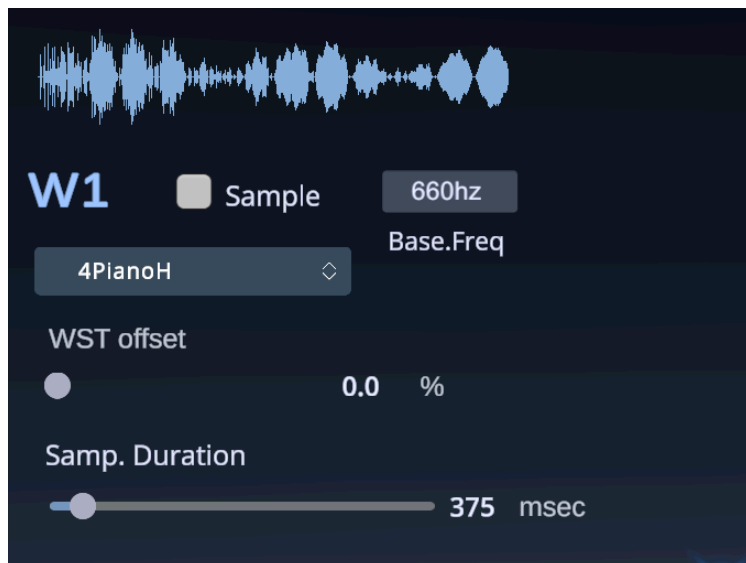 W1 Sample 660hz
Base.Freq
4PianoH
WST offset
0.0 %
Samp. Duration
375 msec